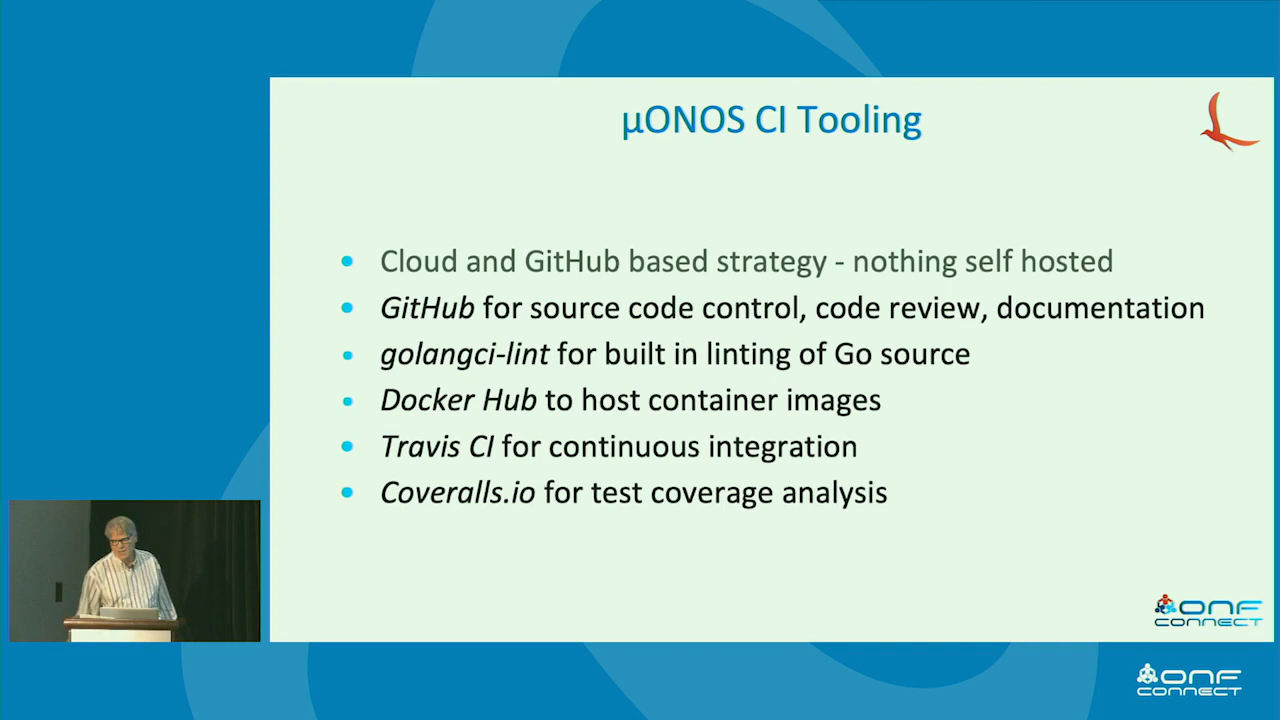 µONOS CI Tooling
• Cloud and GitHub based strategy - nothing self hosted
• GitHub for source code control, code review, documentation
• golangci-lint for built in linting of Go source
• Docker Hub to host container images
• Travis CI for continuous integration
• Coveralls.io for test coverage analysis
ONF
CONNECT
ONF
CONNECT